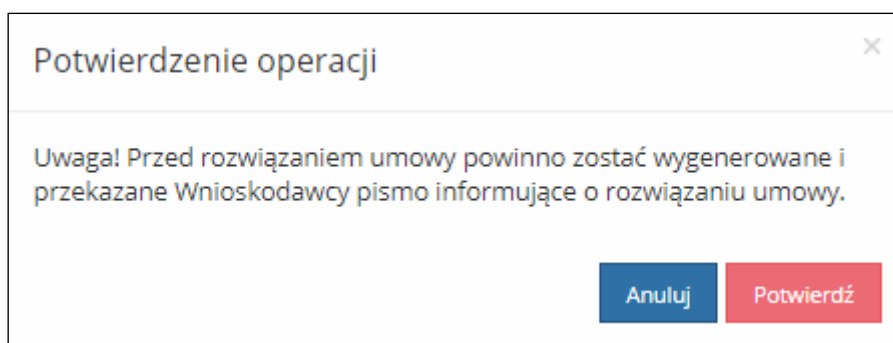 Potwierdzenie operacji
Uwaga! Przed rozwiązaniem umowy powinno zostać wygenerowane i
przekazane Wnioskodawcy pismo informujące o rozwiązaniu umowy.
Anuluj Potwierdź